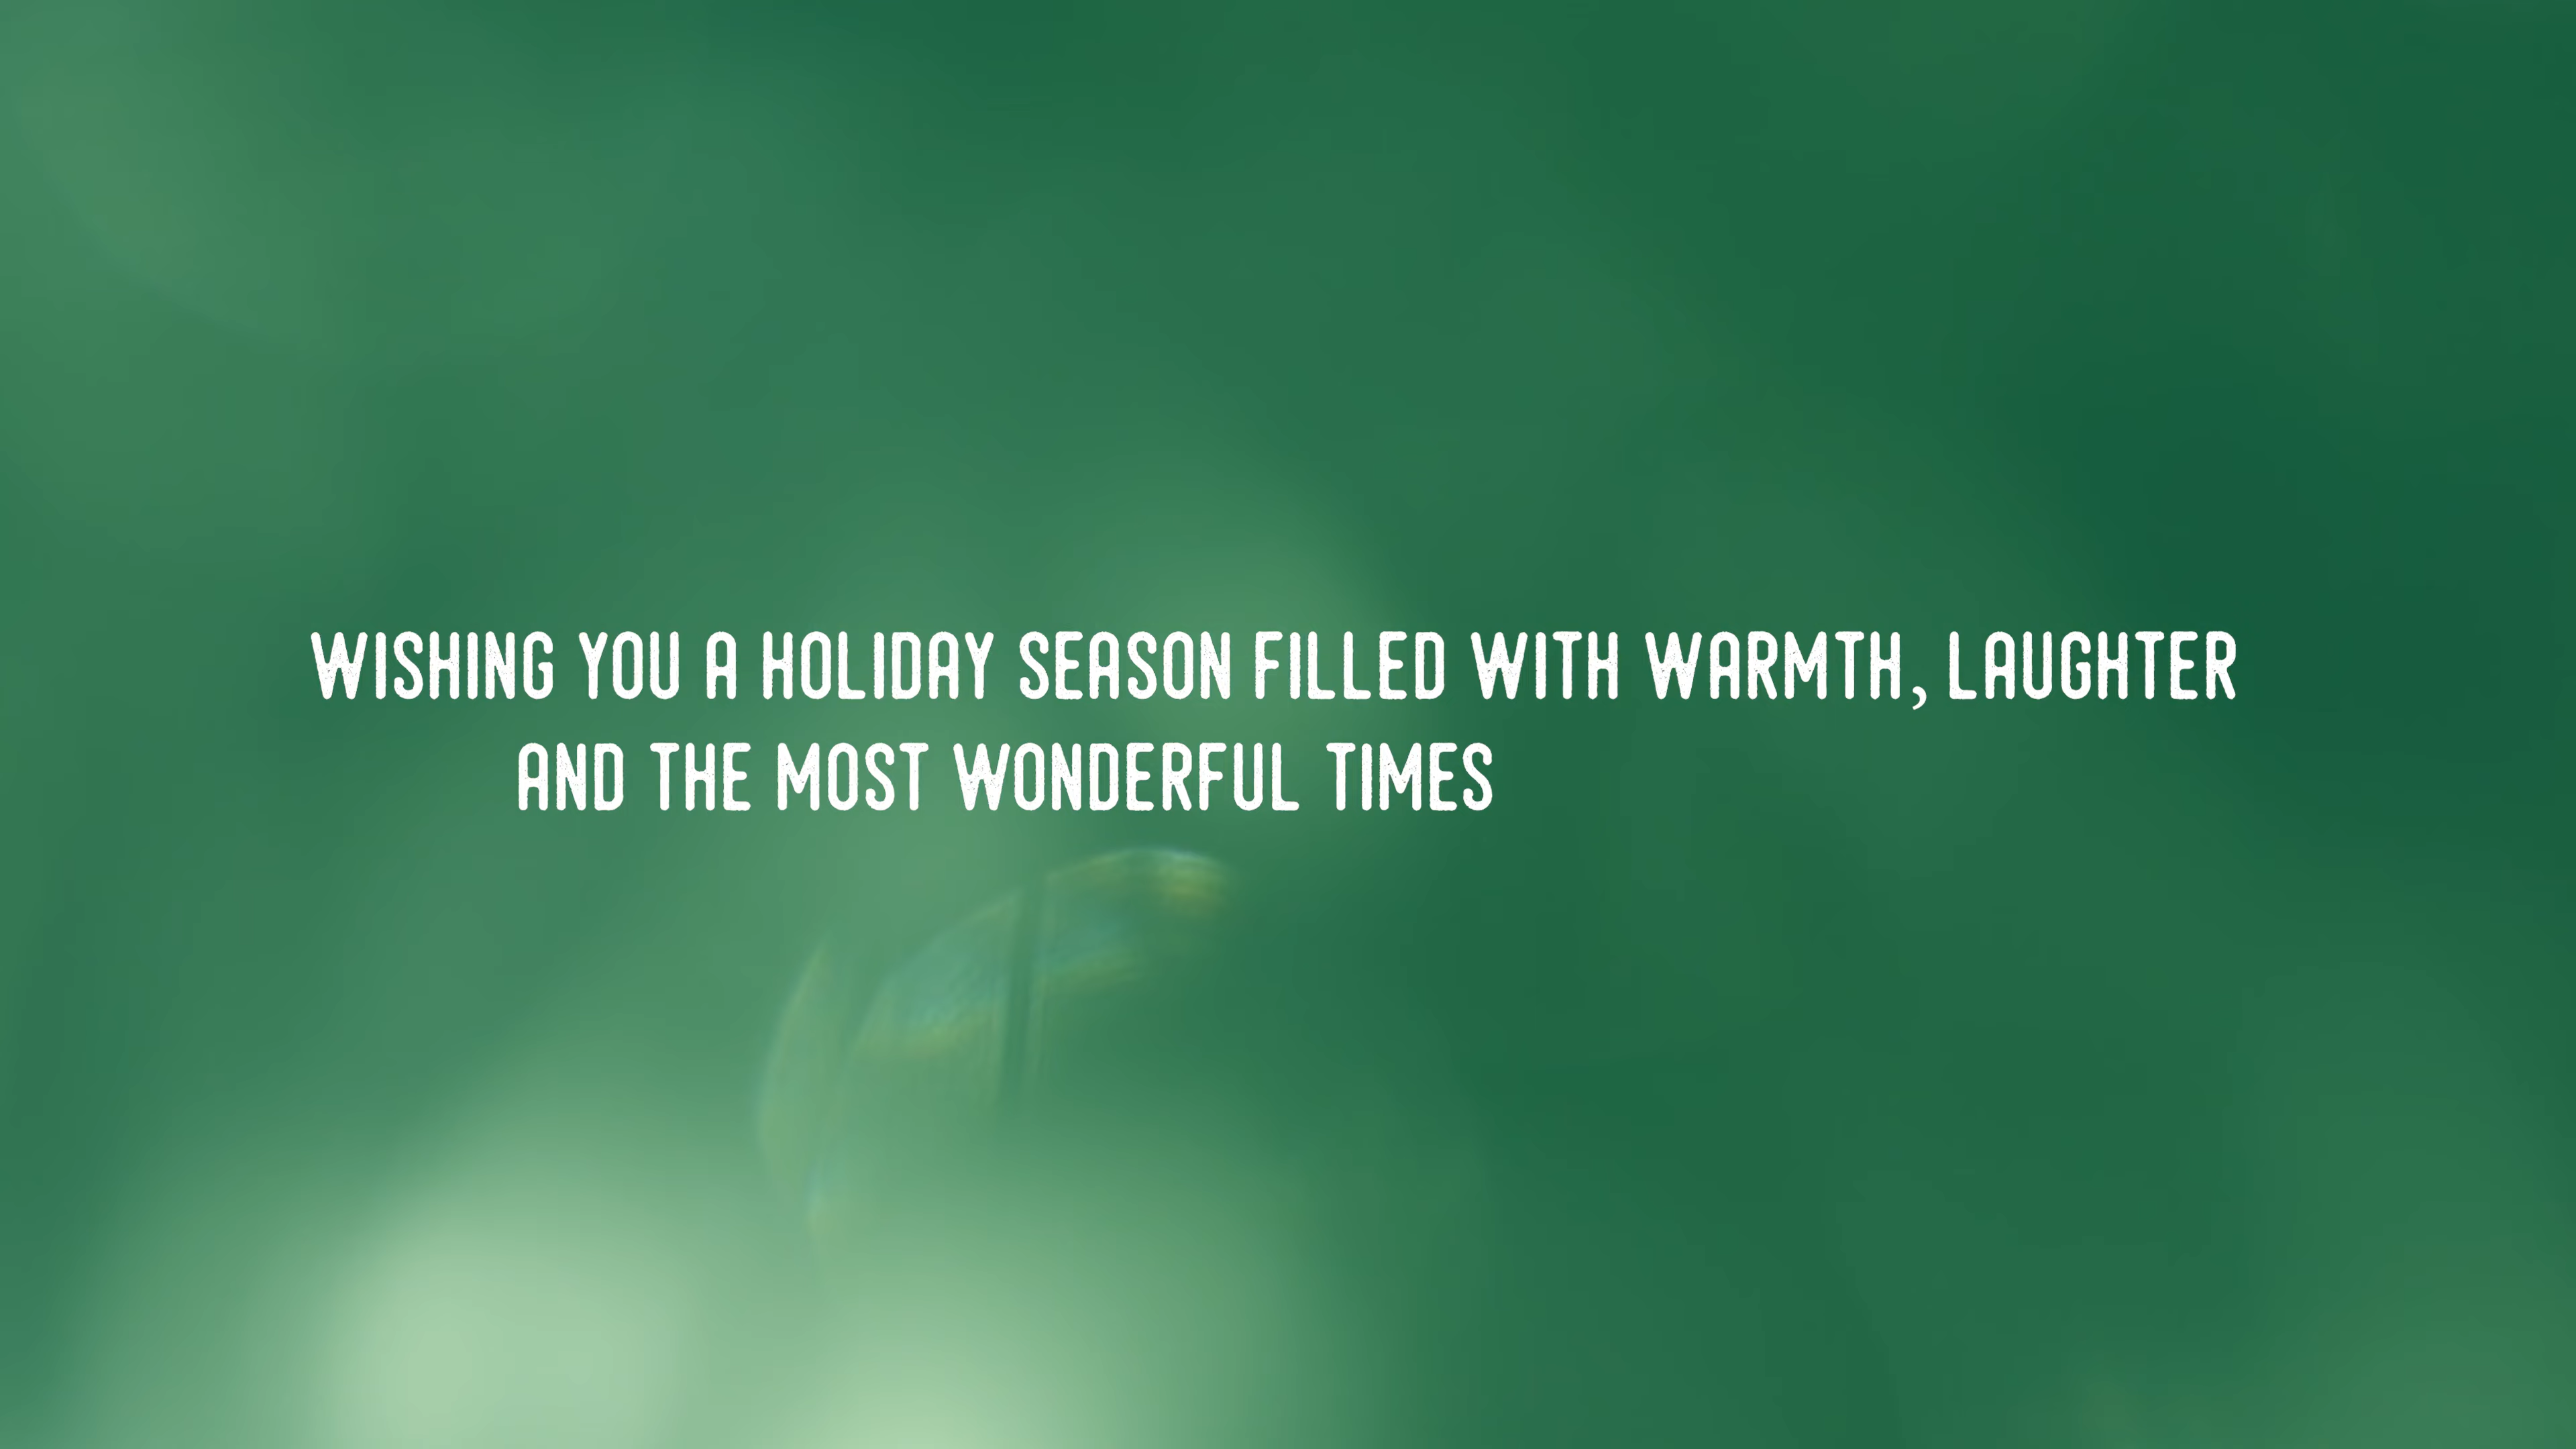 WISHING YOU A HOLIDAY SEASON FILLED WITH WARMTH, LAUGHTER
AND THE MOST WONDERFUL TIMES